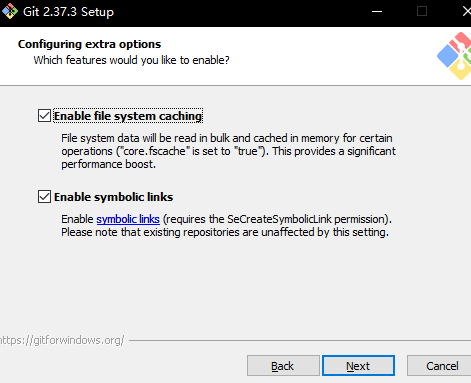 Git 2.37.3 Setup
Configuring extra options
Which features would you like to enable?
Enable file system caching
File system data will be read in bulk and cached in memory for certain
operations ("core.fscache" is set to "true"). This provides a significant
performance boost.
Enable symbolic links
Enable symbolic links (requires the SeCreateSymbolicLink permission).
Please note that existing repositories are unaffected by this setting.
https://gitforwindows.org/
Back
Next
Cancel